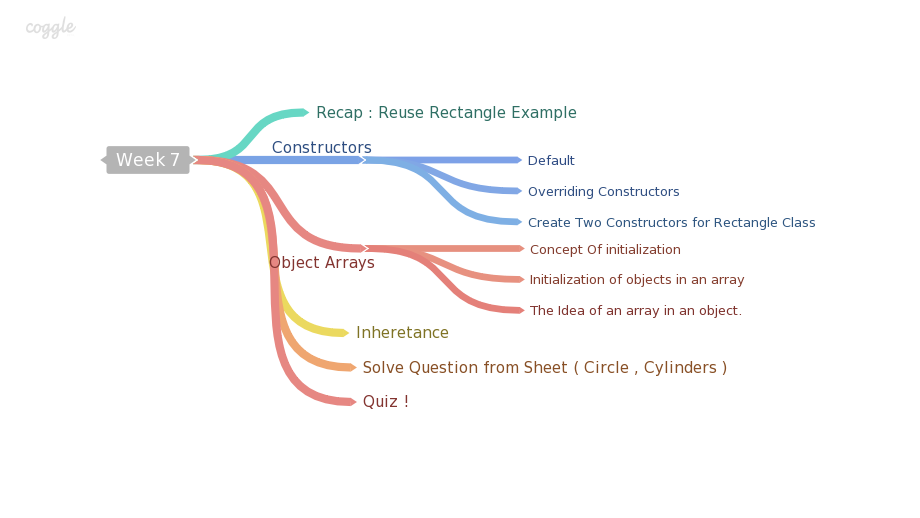 coggle
Recap : Reuse Rectangle Example
Constructors
Week 7
Default
Overriding Constructors
Create Two Constructors for Rectangle Class
Object Arrays
Concept Of initialization
Initialization of objects in an array
The Idea of an array in an object.
Inheretance
Solve Question from Sheet ( Circle , Cylinders )
Quiz !